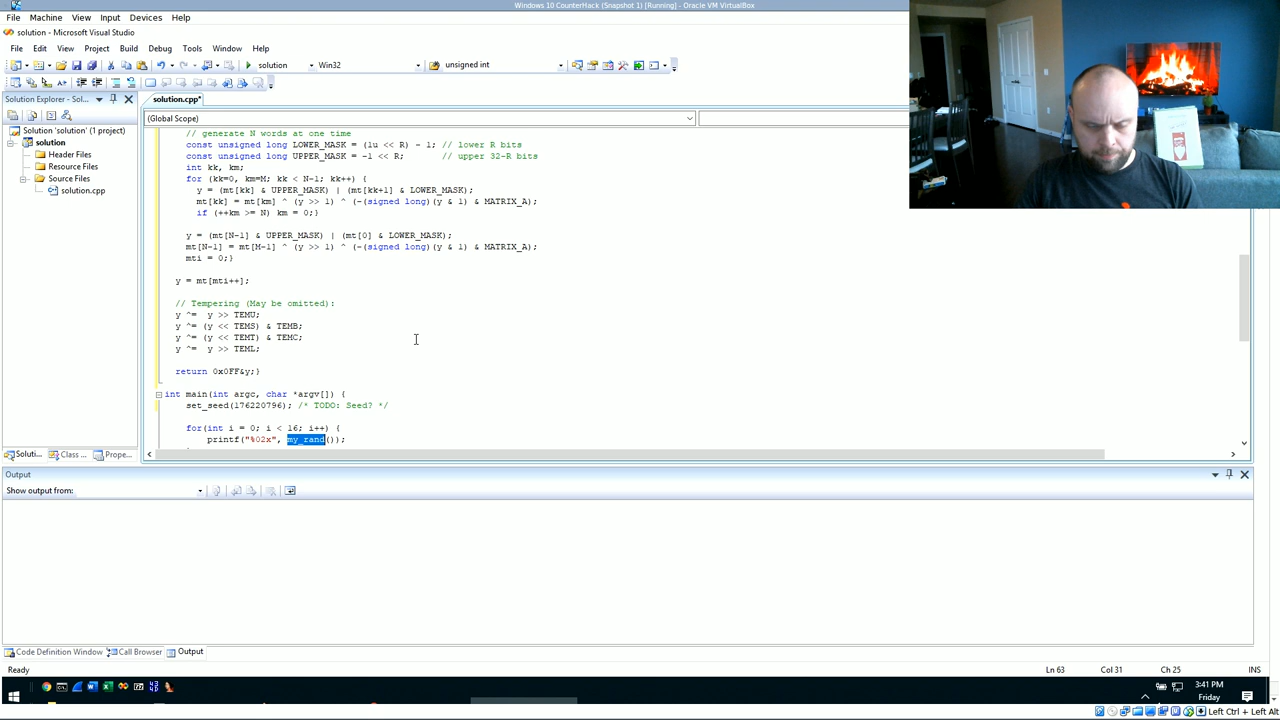 Windows 10 CounterHack (Snapshot 1) [Running] - Oracle VM VirtualBox
File Machine View Input Devices Help
solution - Microsoft Visual Studio
File Edit View Project Build Debug Tools Window Help
solution Win32 unsigned int
Solution Explorer - Sol...
solution.cpp*
(Global Scope)
Solution 'solution' (1 project)
solution
Header Files
Resource Files
Source Files
solution.cpp
// generate N words at one time
const unsigned long LOWER_MASK = (1u << R) - 1; // lower R bits
const unsigned long UPPER_MASK = -1 << R; // upper 32-R bits
int kk, km;
for (kk=0, km=M; kk < N-1; kk++) {
y = (mt[kk] & UPPER_MASK) | (mt[kk+1] & LOWER_MASK);
mt[kk] = mt[km] ^ (y >> 1) ^ (-(signed long)(y & 1) & MATRIX_A);
if (++km >= N) km = 0;}
y = (mt[N-1] & UPPER_MASK) | (mt[0] & LOWER_MASK);
mt[N-1] = mt[M-1] ^ (y >> 1) ^ (-(signed long)(y & 1) & MATRIX_A);
mti = 0;}
y = mt[mti++];
// Tempering (May be omitted):
y ^= y >> TEMU;
y ^= (y << TEMS) & TEMB;
y ^= (y << TEMT) & TEMC;
y ^= y >> TEML;
return 0x0FF&y;}
int main(int argc, char *argv[]) {
set_seed(176220796); /* TODO: Seed? */
for(int i = 0; i < 16; i++) {
printf("%02x", my_rand());
Soluti... Class ... Prope...
Output
Show output from:
Code Definition Window Call Browser Output
Ready Ln 63 Col 31 Ch 25 INS
3:41 PM
Friday
Left Ctrl + Left Alt